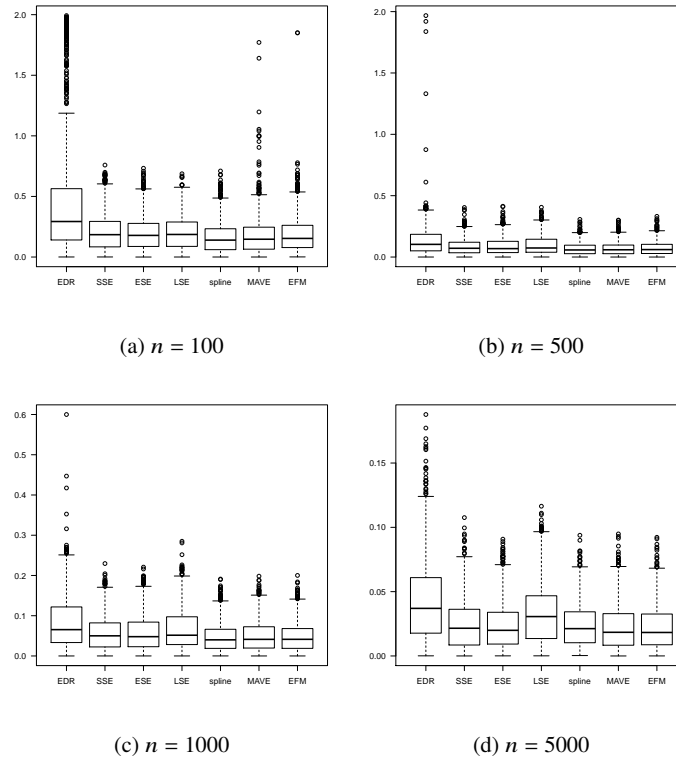 2.0
1.5
1.0
0.5
0.0
EDR SSE ESE LSE spline MAVE EFM
(a) n = 100
2.0
1.5
1.0
0.5
0.0
EDR SSE ESE LSE spline MAVE EFM
(b) n = 500
0.6
0.5
0.4
0.3
0.2
0.1
0.0
EDR SSE ESE LSE spline MAVE EFM
(c) n = 1000
0.15
0.10
0.05
0.00
EDR SSE ESE LSE spline MAVE EFM
(d) n = 5000